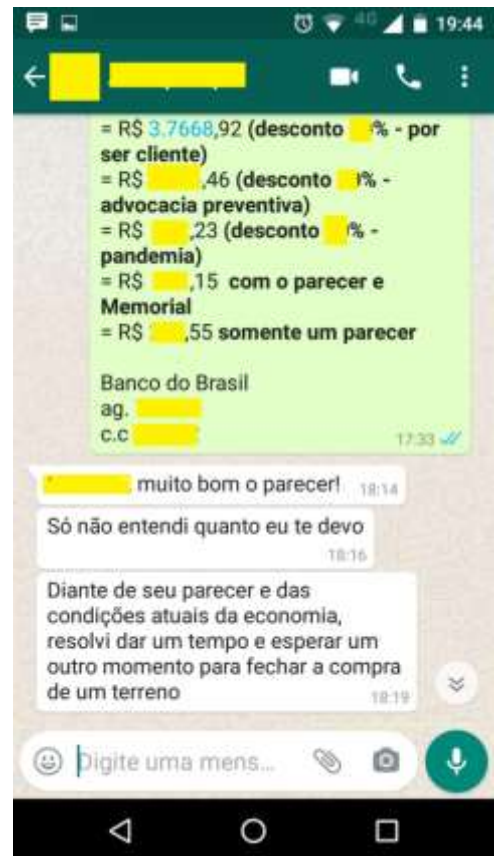 4G 19:44
= R$ 3.7668,92 (desconto % - por
ser cliente)
= R$ ,46 (desconto % -
advocacia preventiva)
= R$ ,23 (desconto % -
pandemia)
= R$ ,15 com o parecer e
Memorial
= R$ ,55 somente um parecer
Banco do Brasil
ag.
c.c
17:33
muito bom o parecer! 18:14
Só não entendi quanto eu te devo
18:16
Diante de seu parecer e das
condições atuais da economia,
resolvi dar um tempo e esperar um
outro momento para fechar a compra
de um terreno 18:19
Digite uma mens...